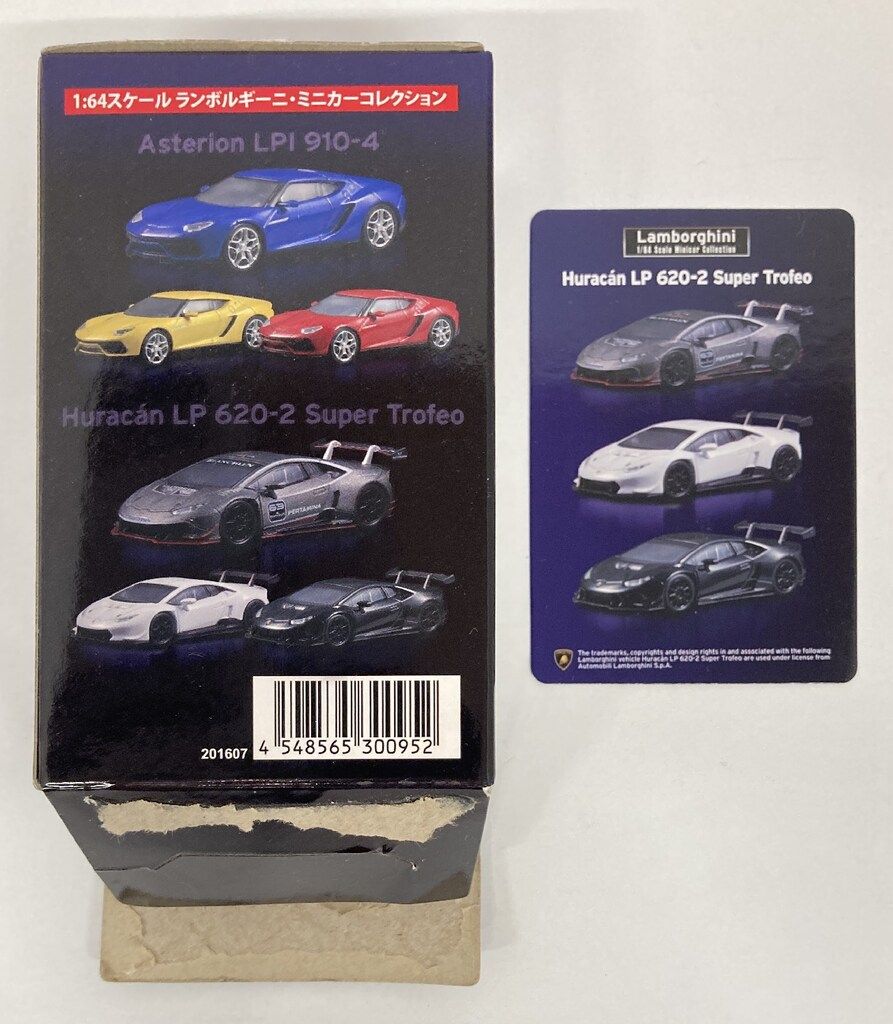 1:64スケール ランボルギーニ・ミニカーコレクション
Asterion LPI 910-4
Huracán LP 620-2 Super Trofeo
63
PERTAMINA
201607
4 548565 300952
Lamborghini
1/64 Scale Minicar Collection
Huracán LP 620-2 Super Trofeo
63
PERTAMINA
The trademarks, copyrights and design rights in and associated with the following
Lamborghini vehicle Huracán LP 620-2 Super Trofeo are used under license from
Automobili Lamborghini S.p.A.